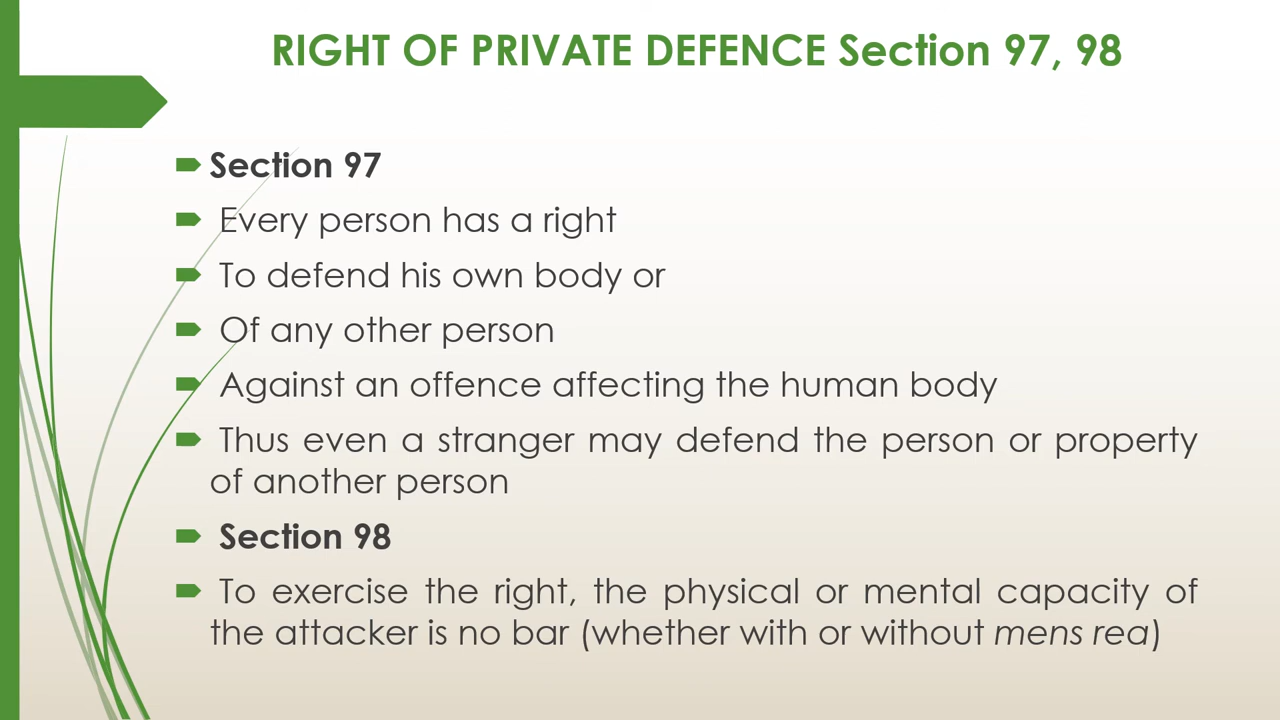 RIGHT OF PRIVATE DEFENCE Section 97, 98
Section 97
Every person has a right
To defend his own body or
Of any other person
Against an offence affecting the human body
Thus even a stranger may defend the person or property
of another person
Section 98
To exercise the right, the physical or mental capacity of
the attacker is no bar (whether with or without mens rea)